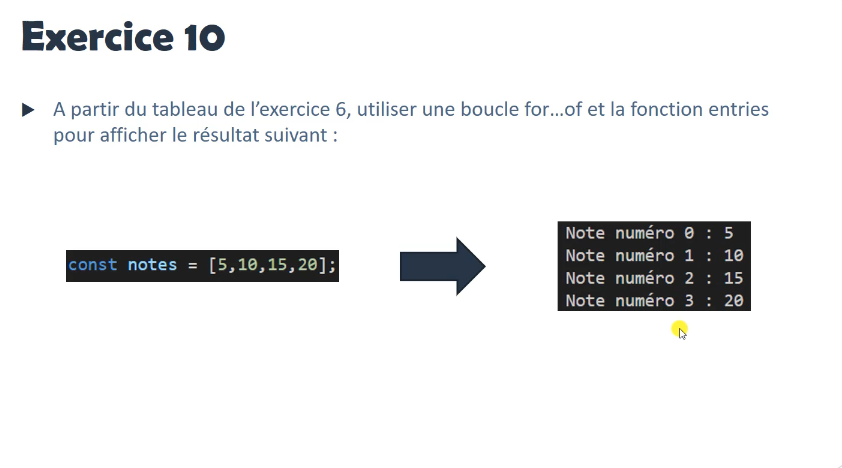 Exercice 10
A partir du tableau de l’exercice 6, utiliser une boucle for…of et la fonction entries
pour afficher le résultat suivant :
const notes = [5,10,15,20];
Note numéro 0 : 5
Note numéro 1 : 10
Note numéro 2 : 15
Note numéro 3 : 20